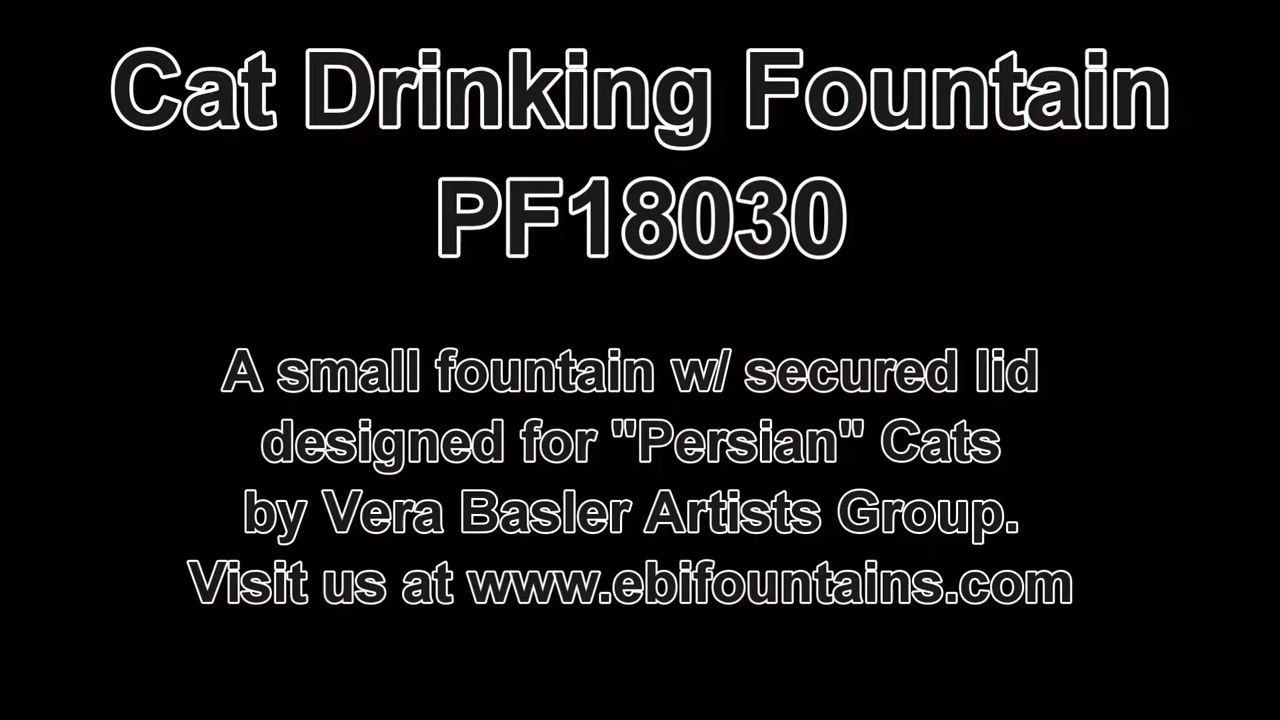 Cat Drinking Fountain
PF18030
A small fountain w/ secured lid
designed for "Persian" Cats
by Vera Basler Artists Group.
Visit us at www.ebifountains.com